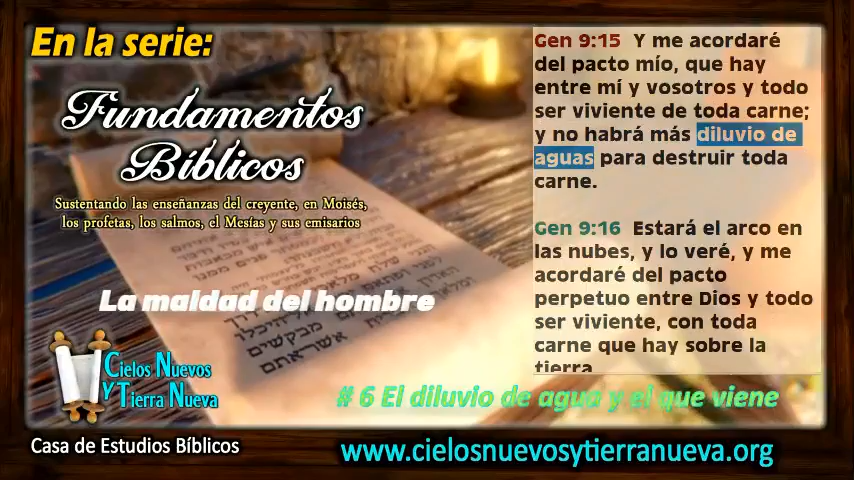 En la serie:
Fundamentos
Bíblicos
Sustentando las enseñanzas del creyente, en Moisés,
los profetas, los salmos, el Mesías y sus emisarios
La maldad del hombre
Cielos Nuevos
Y Tierra Nueva
Casa de Estudios Bíblicos
Gen 9:15 Y me acordaré
del pacto mío, que hay
entre mí y vosotros y todo
ser viviente de toda carne;
y no habrá más diluvio de
aguas para destruir toda
carne.
Gen 9:16 Estará el arco en
las nubes, y lo veré, y me
acordaré del pacto
perpetuo entre Dios y todo
ser viviente, con toda
carne que hay sobre la
tierra
# 6 El diluvio de agua y el que viene
www.cielosnuevosytierranueva.org